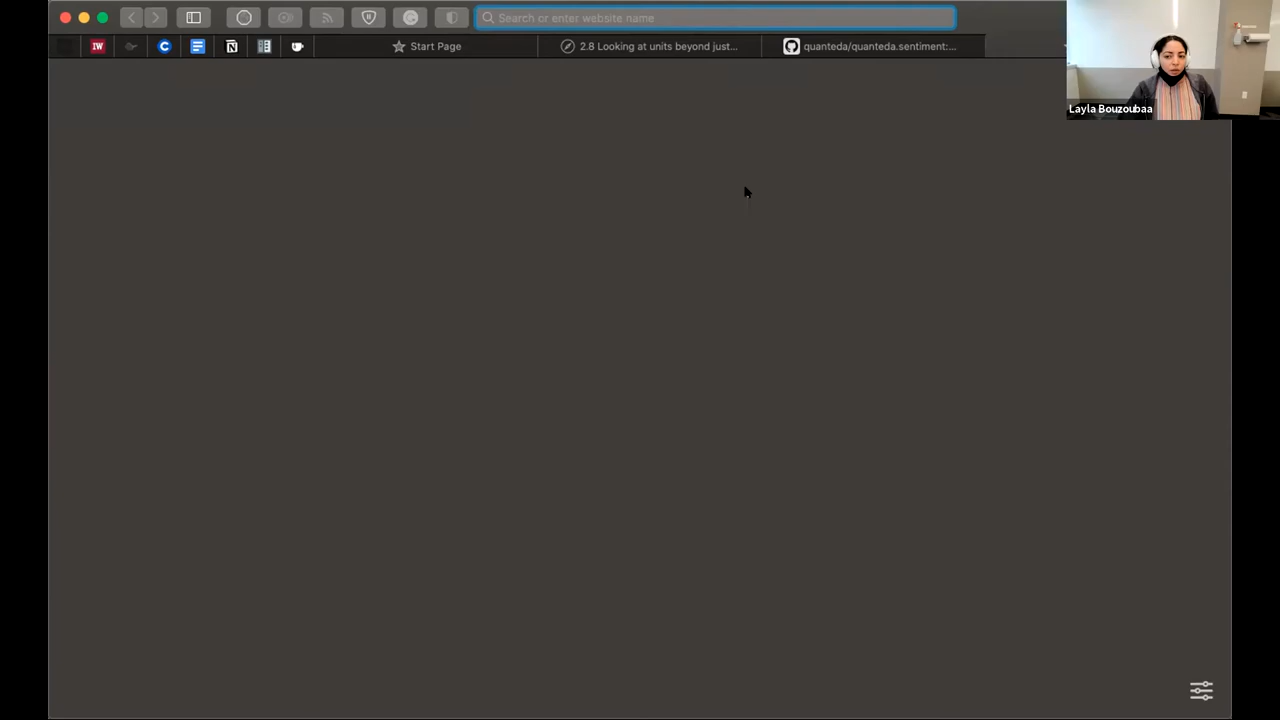 Search or enter website name
IW
C
N
Start Page
2.8 Looking at units beyond just...
quanteda/quanteda.sentiment:...
Layla Bouzoubaa